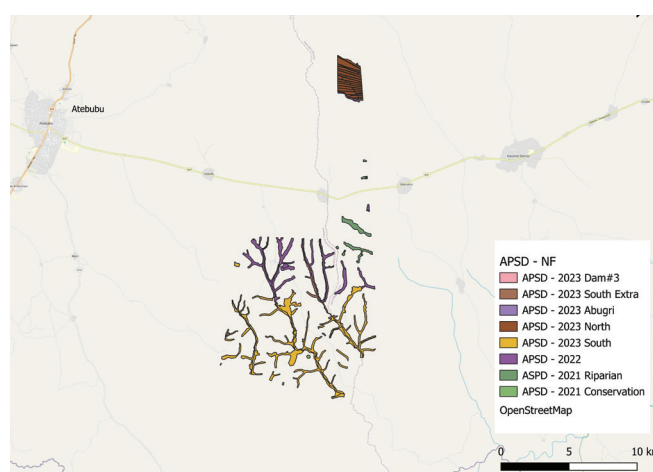 Atebubu
APSD - NF
APSD - 2023 Dam#3
APSD - 2023 South Extra
APSD - 2023 Abugri
APSD - 2023 North
APSD - 2023 South
APSD - 2022
ASPD - 2021 Riparian
APSD - 2021 Conservation
OpenStreetMap
0 5 10 k